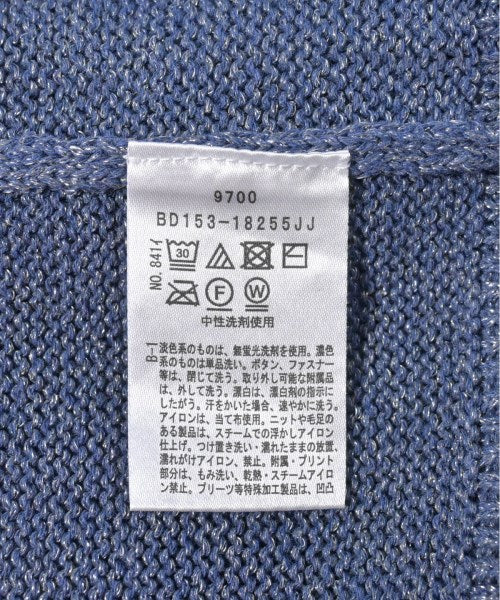 9700
BD153-18255JJ
NO.841イ
30
F W
中性洗剤使用
B-1
淡色系のものは、無蛍光洗剤を使用。濃色
系のものは単品洗い。ボタン、ファスナー
等は、閉じて洗う。取り外し可能な附属品
は、外して洗う。漂白は、漂白剤の指示に
したがう。汗をかいた場合、速やかに洗う。
アイロンは、当て布使用。ニットや毛足の
ある製品は、スチームでの浮かしアイロン
仕上げ。つけ置き洗い・濡れたままの放置、
濡れがけアイロン、禁止。附属・プリント
部分は、もみ洗い、乾熱・スチームアイロ
ン禁止。プリーツ等特殊加工製品は、凹凸